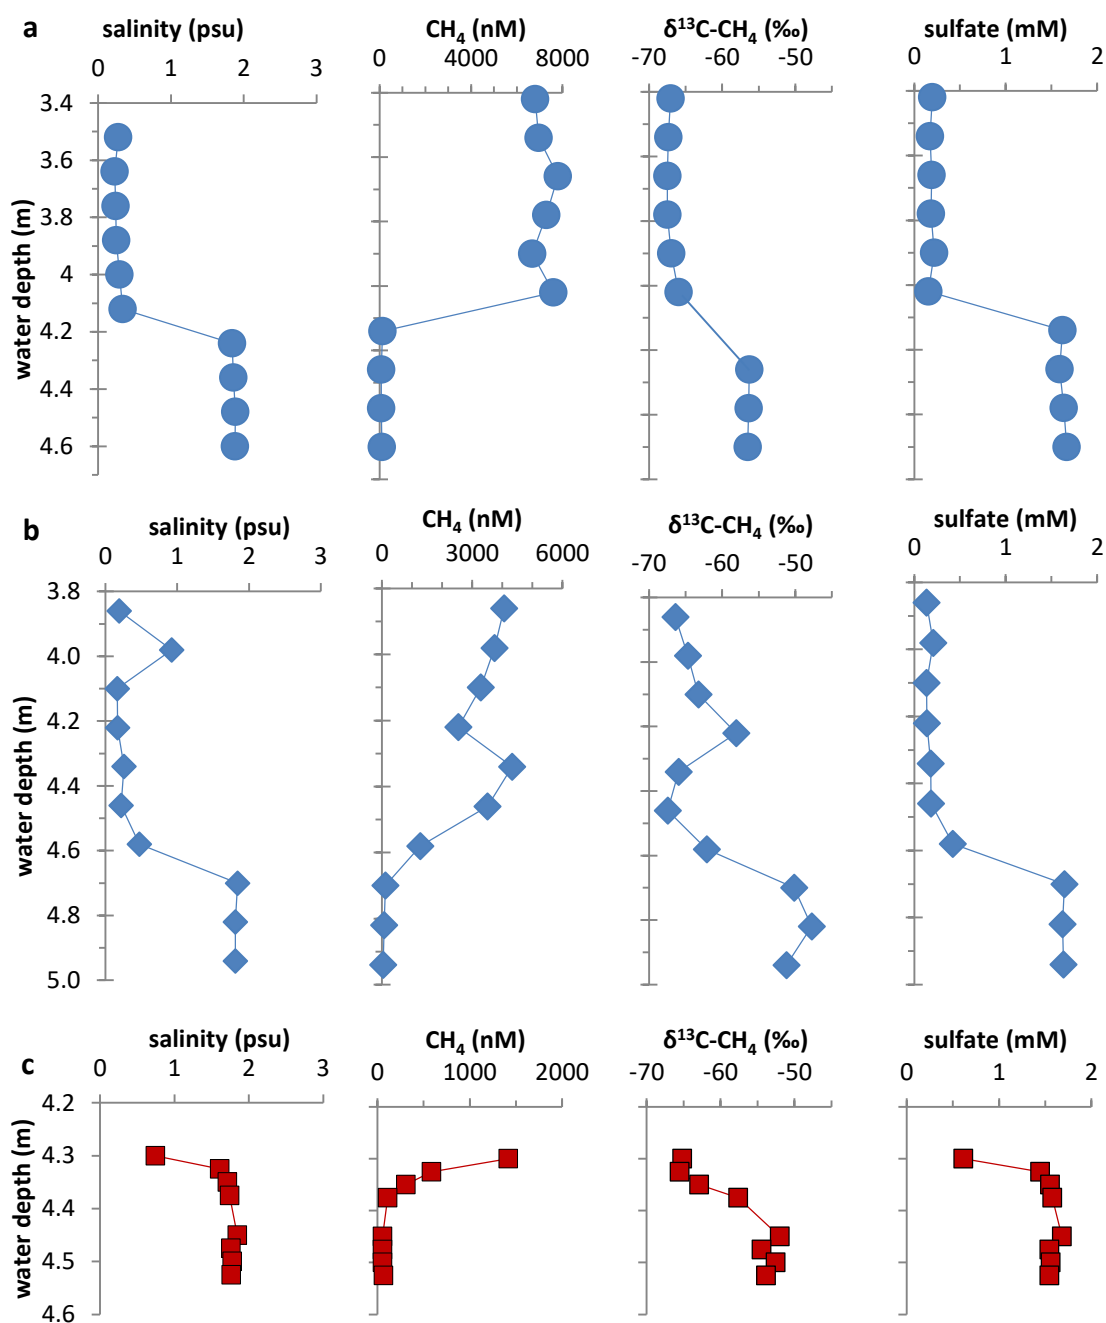 a salinity (psu) CH₄ (nM) δ¹³C-CH₄ (‰) sulfate (mM)
0 1 2 3 0 4000 8000 -70 -60 -50 0 1 2
3.4
3.6
3.8
4
4.2
4.4
4.6
water depth (m)
b salinity (psu) CH₄ (nM) δ¹³C-CH₄ (‰) sulfate (mM)
0 1 2 3 0 3000 6000 -70 -60 -50 0 1 2
3.8
4.0
4.2
4.4
4.6
4.8
5.0
water depth (m)
c salinity (psu) CH₄ (nM) δ¹³C-CH₄ (‰) sulfate (mM)
0 1 2 3 0 1000 2000 -70 -60 -50 0 1 2
4.2
4.3
4.4
4.5
4.6
water depth (m)